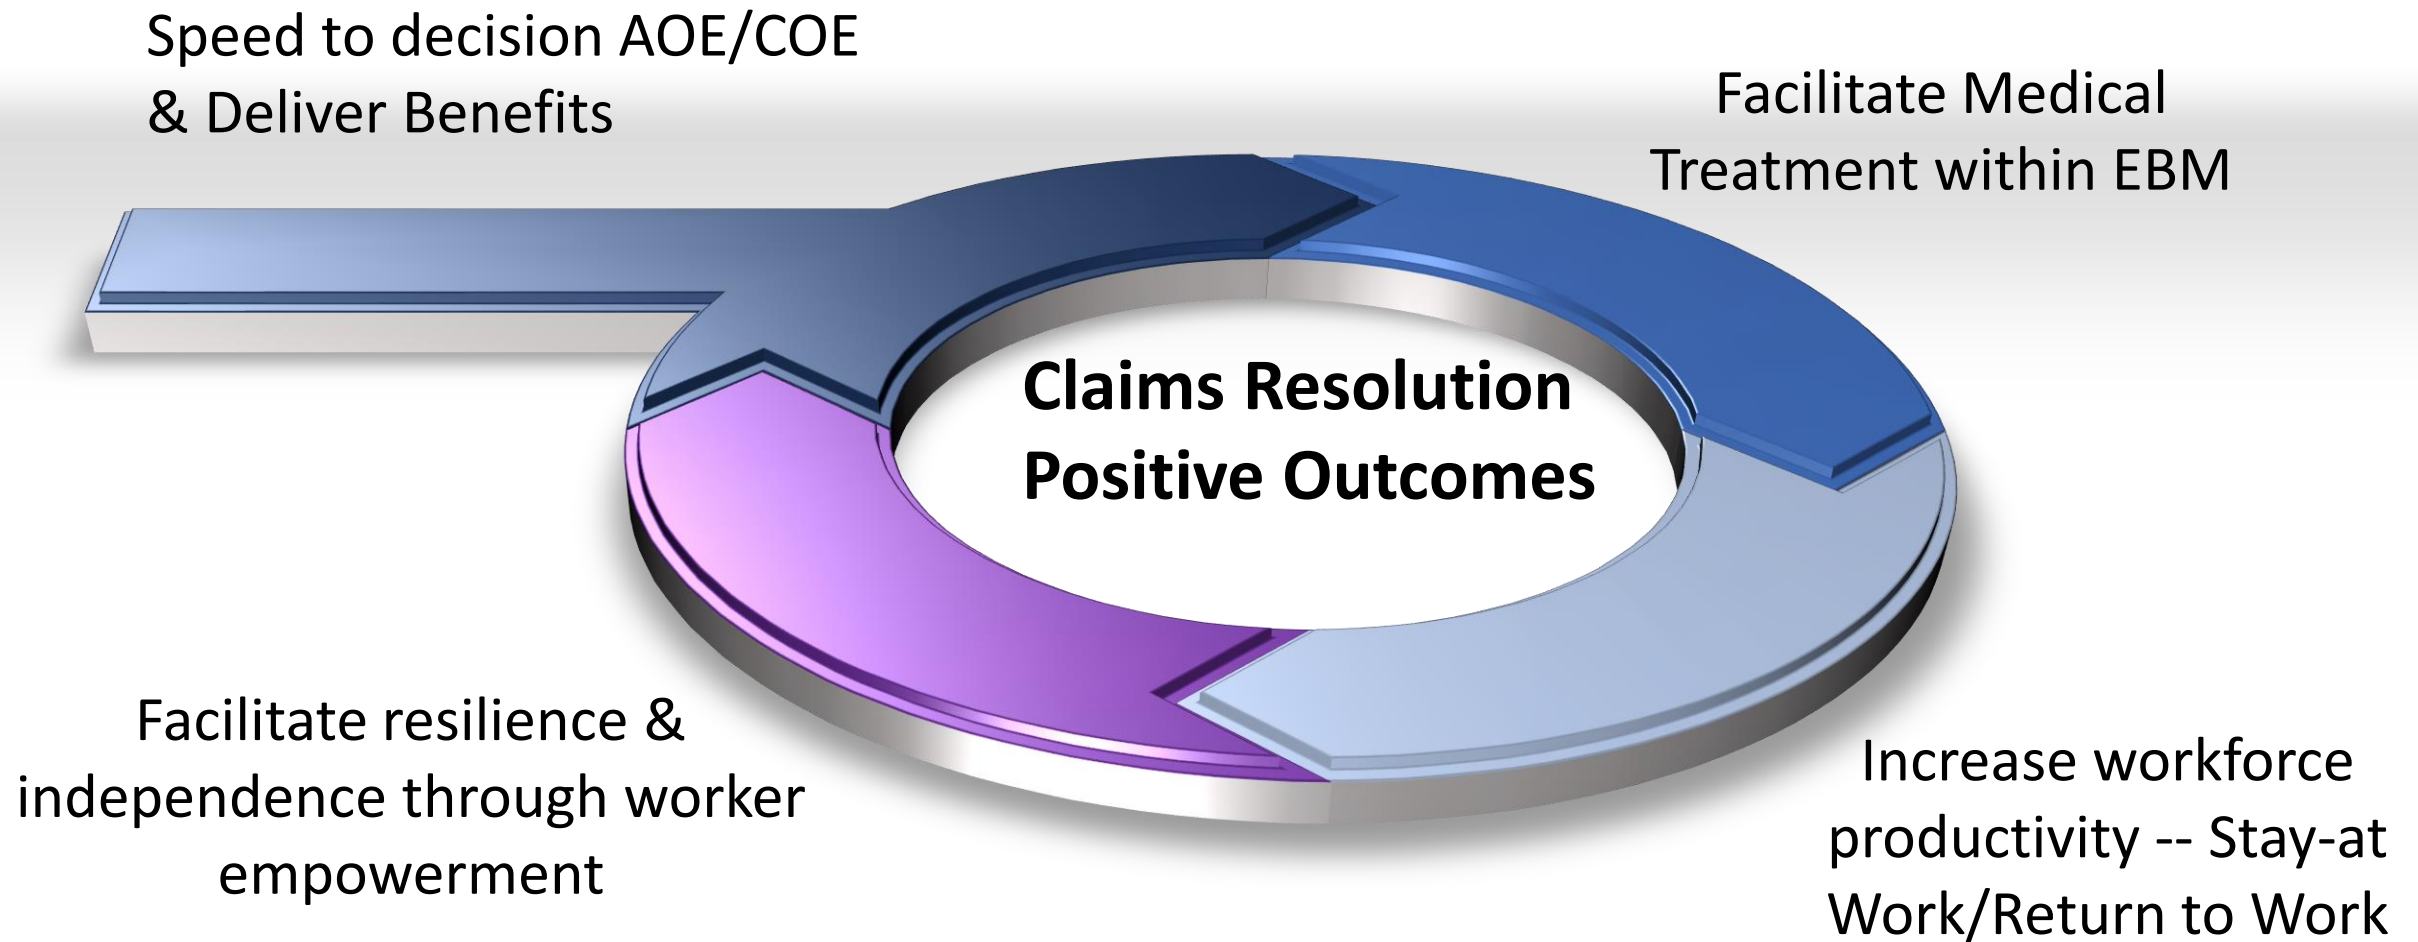 Speed to decision AOE/COE
& Deliver Benefits
Facilitate Medical
Treatment within EBM
Claims Resolution
Positive Outcomes
Facilitate resilience &
independence through worker
empowerment
Increase workforce
productivity -- Stay-at
Work/Return to Work